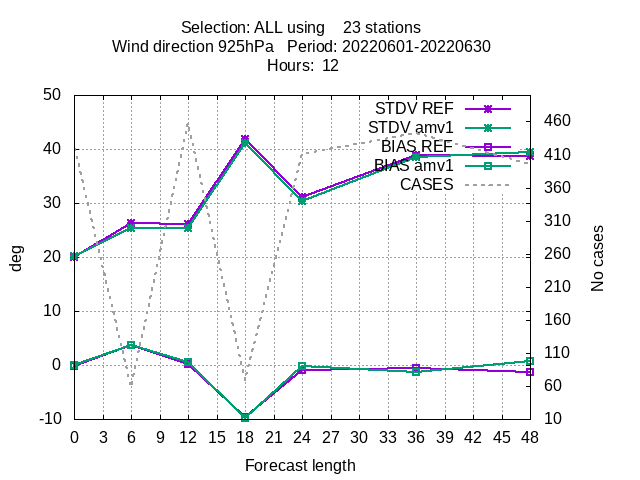 Selection: ALL using 23 stations
Wind direction 925hPa Period: 20220601-20220630
Hours: 12
STDV REF
STDV amv1
BIAS REF
BIAS amv1
CASES
50
40
30
20
10
0
-10
deg
460
410
360
310
260
210
160
110
60
10
No cases
0 3 6 9 12 15 18 21 24 27 30 33 36 39 42 45 48
Forecast length